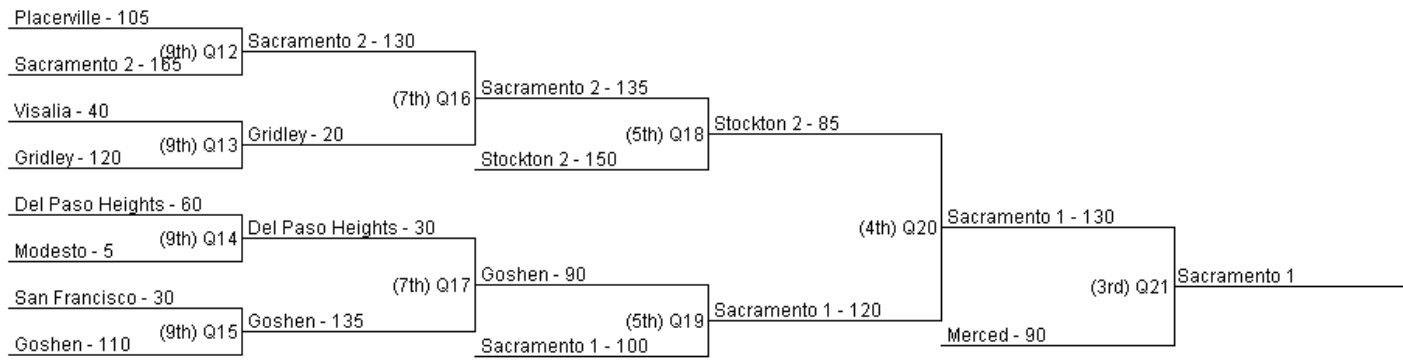 Placerville - 105
(9th) Q12
Sacramento 2 - 130
Sacramento 2 - 165
(7th) Q16
Sacramento 2 - 135
Visalia - 40
(9th) Q13
Gridley - 20
(5th) Q18
Stockton 2 - 85
Gridley - 120
Stockton 2 - 150
Del Paso Heights - 60
(9th) Q14
Del Paso Heights - 30
(4th) Q20
Sacramento 1 - 130
Modesto - 5
(7th) Q17
Goshen - 90
(3rd) Q21
Sacramento 1
San Francisco - 30
(9th) Q15
Goshen - 135
(5th) Q19
Sacramento 1 - 120
Goshen - 110
Sacramento 1 - 100
Merced - 90